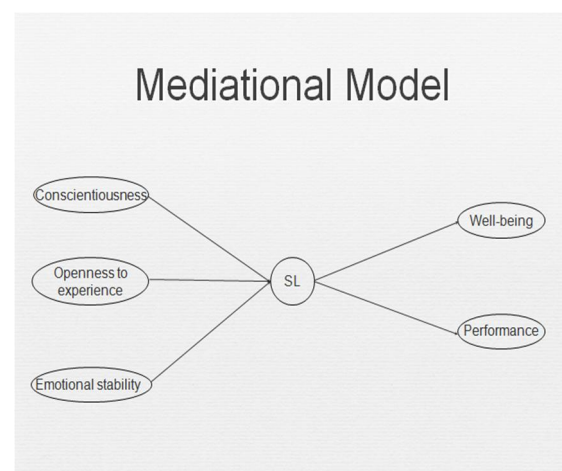 Mediational Model
Conscientiousness
Openness to
experience
Emotional stability
SL
Well-being
Performance